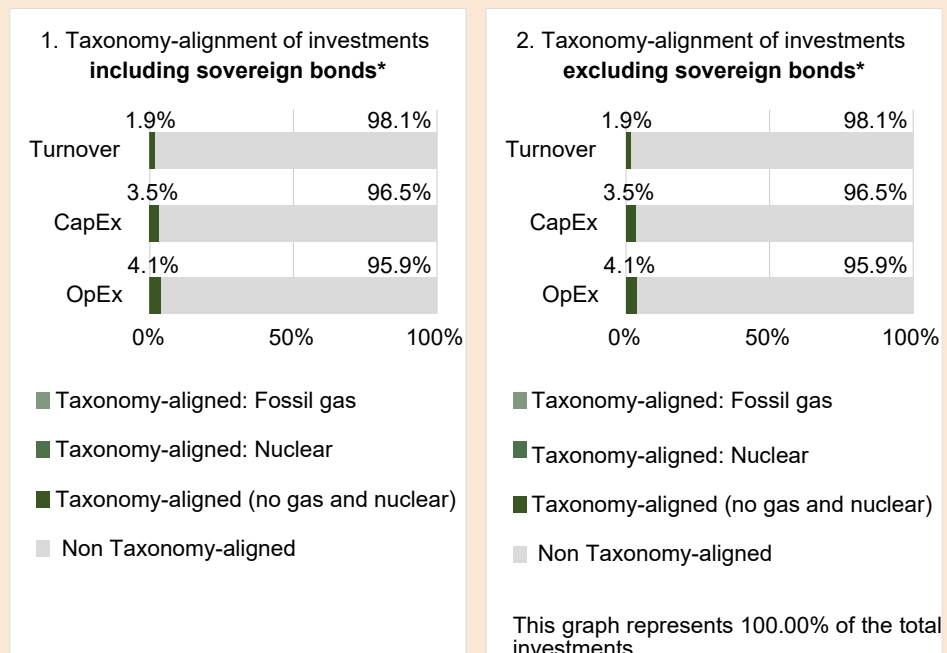 1. Taxonomy-alignment of investments
including sovereign bonds*
1.9% 98.1%
Turnover
3.5% 96.5%
CapEx
4.1% 95.9%
OpEx
0% 50% 100%
Taxonomy-aligned: Fossil gas
Taxonomy-aligned: Nuclear
Taxonomy-aligned (no gas and nuclear)
Non Taxonomy-aligned
2. Taxonomy-alignment of investments
excluding sovereign bonds*
1.9% 98.1%
Turnover
3.5% 96.5%
CapEx
4.1% 95.9%
OpEx
0% 50% 100%
Taxonomy-aligned: Fossil gas
Taxonomy-aligned: Nuclear
Taxonomy-aligned (no gas and nuclear)
Non Taxonomy-aligned
This graph represents 100.00% of the total
investments